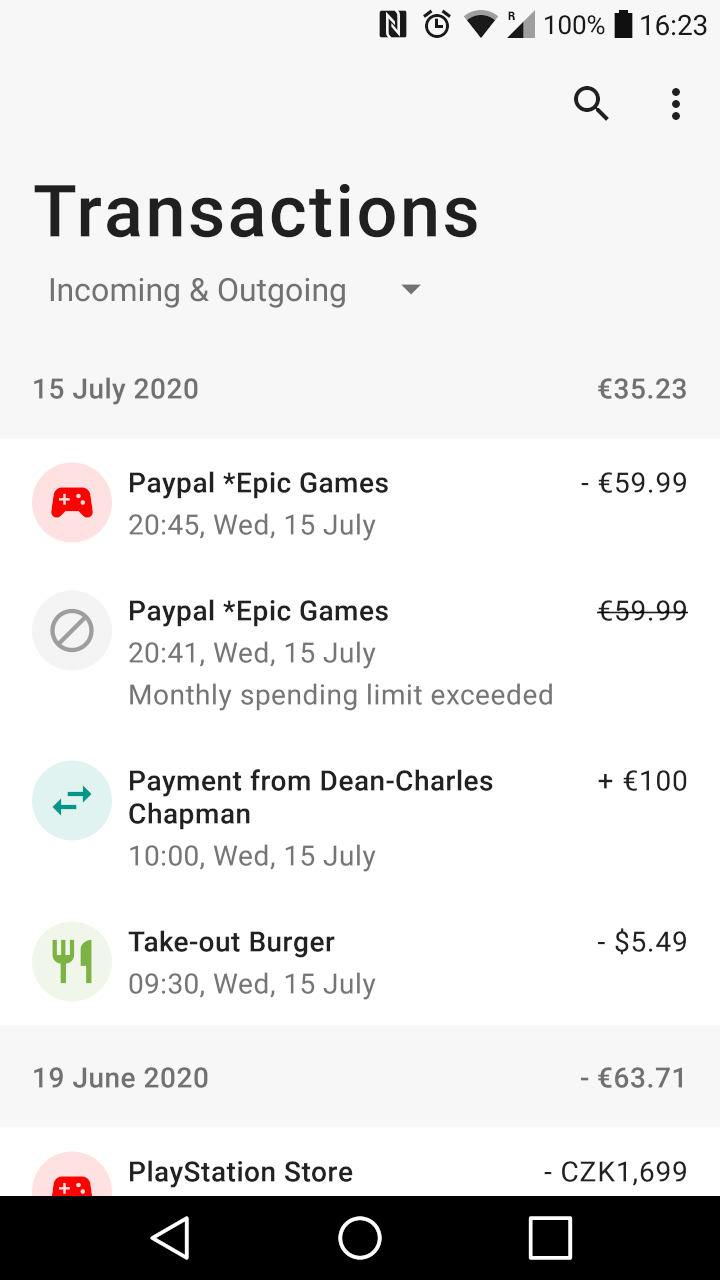 R 100% 16:23
Transactions
Incoming & Outgoing
15 July 2020 €35.23
Paypal *Epic Games - €59.99
20:45, Wed, 15 July
Paypal *Epic Games €59.99
20:41, Wed, 15 July
Monthly spending limit exceeded
Payment from Dean-Charles + €100
Chapman
10:00, Wed, 15 July
Take-out Burger - $5.49
09:30, Wed, 15 July
19 June 2020 - €63.71
PlayStation Store - CZK1,699